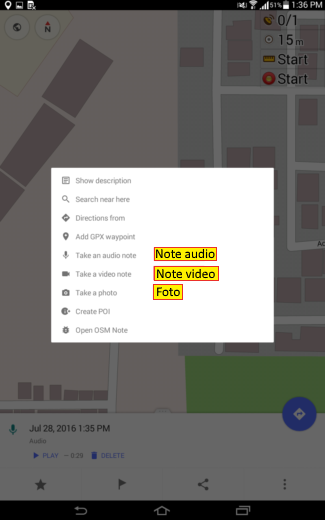 51% 1:36 PM
N
0/1
15 m
Start
Start
Show description
Search near here
Directions from
Add GPX waypoint
Take an audio note Note audio
Take a video note Note video
Take a photo Foto
Create POI
Open OSM Note
Jul 28, 2016 1:35 PM
Audio
PLAY – 0:29 DELETE